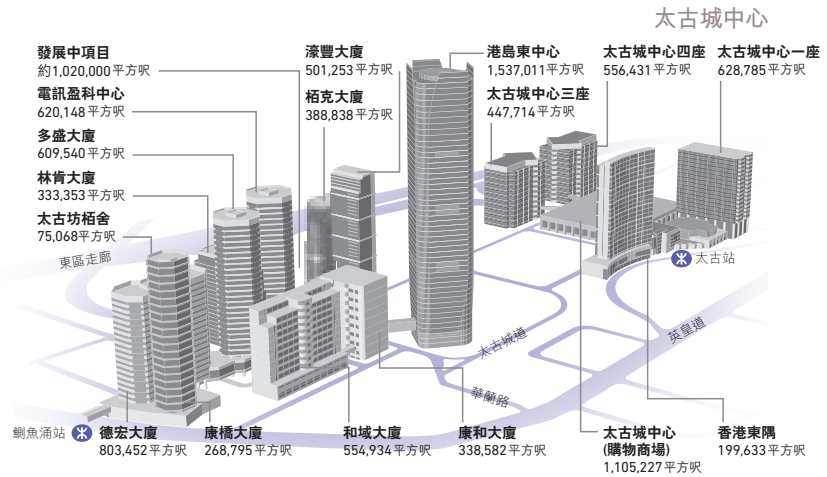 太古城中心
發展中項目
約1,020,000平方呎
電訊盈科中心
620,148平方呎
多盛大廈
609,540平方呎
林肯大廈
333,353平方呎
太古坊栢舍
75,068平方呎
東區走廊
濠豐大廈
501,253平方呎
栢克大廈
388,838平方呎
港島東中心
1,537,011平方呎
太古城中心三座
447,714平方呎
太古城中心四座
556,431平方呎
太古城中心一座
628,785平方呎
太古站
英皇道
太古城道
華蘭路
鰂魚涌站
德宏大廈
803,452平方呎
康橋大廈
268,795平方呎
和域大廈
554,934平方呎
康和大廈
338,582平方呎
太古城中心
(購物商場)
1,105,227平方呎
香港東隅
199,633平方呎